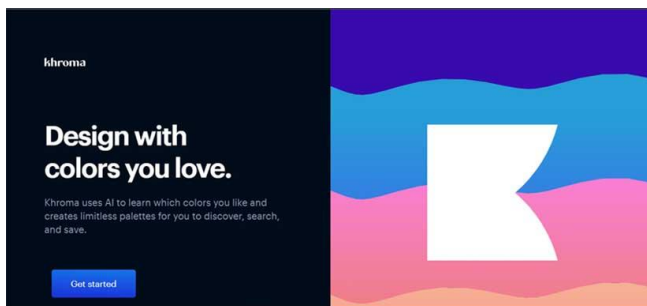 khroma
Design with
colors you love.
Khroma uses AI to learn which colors you like and
creates limitless palettes for you to discover, search,
and save.
Get started